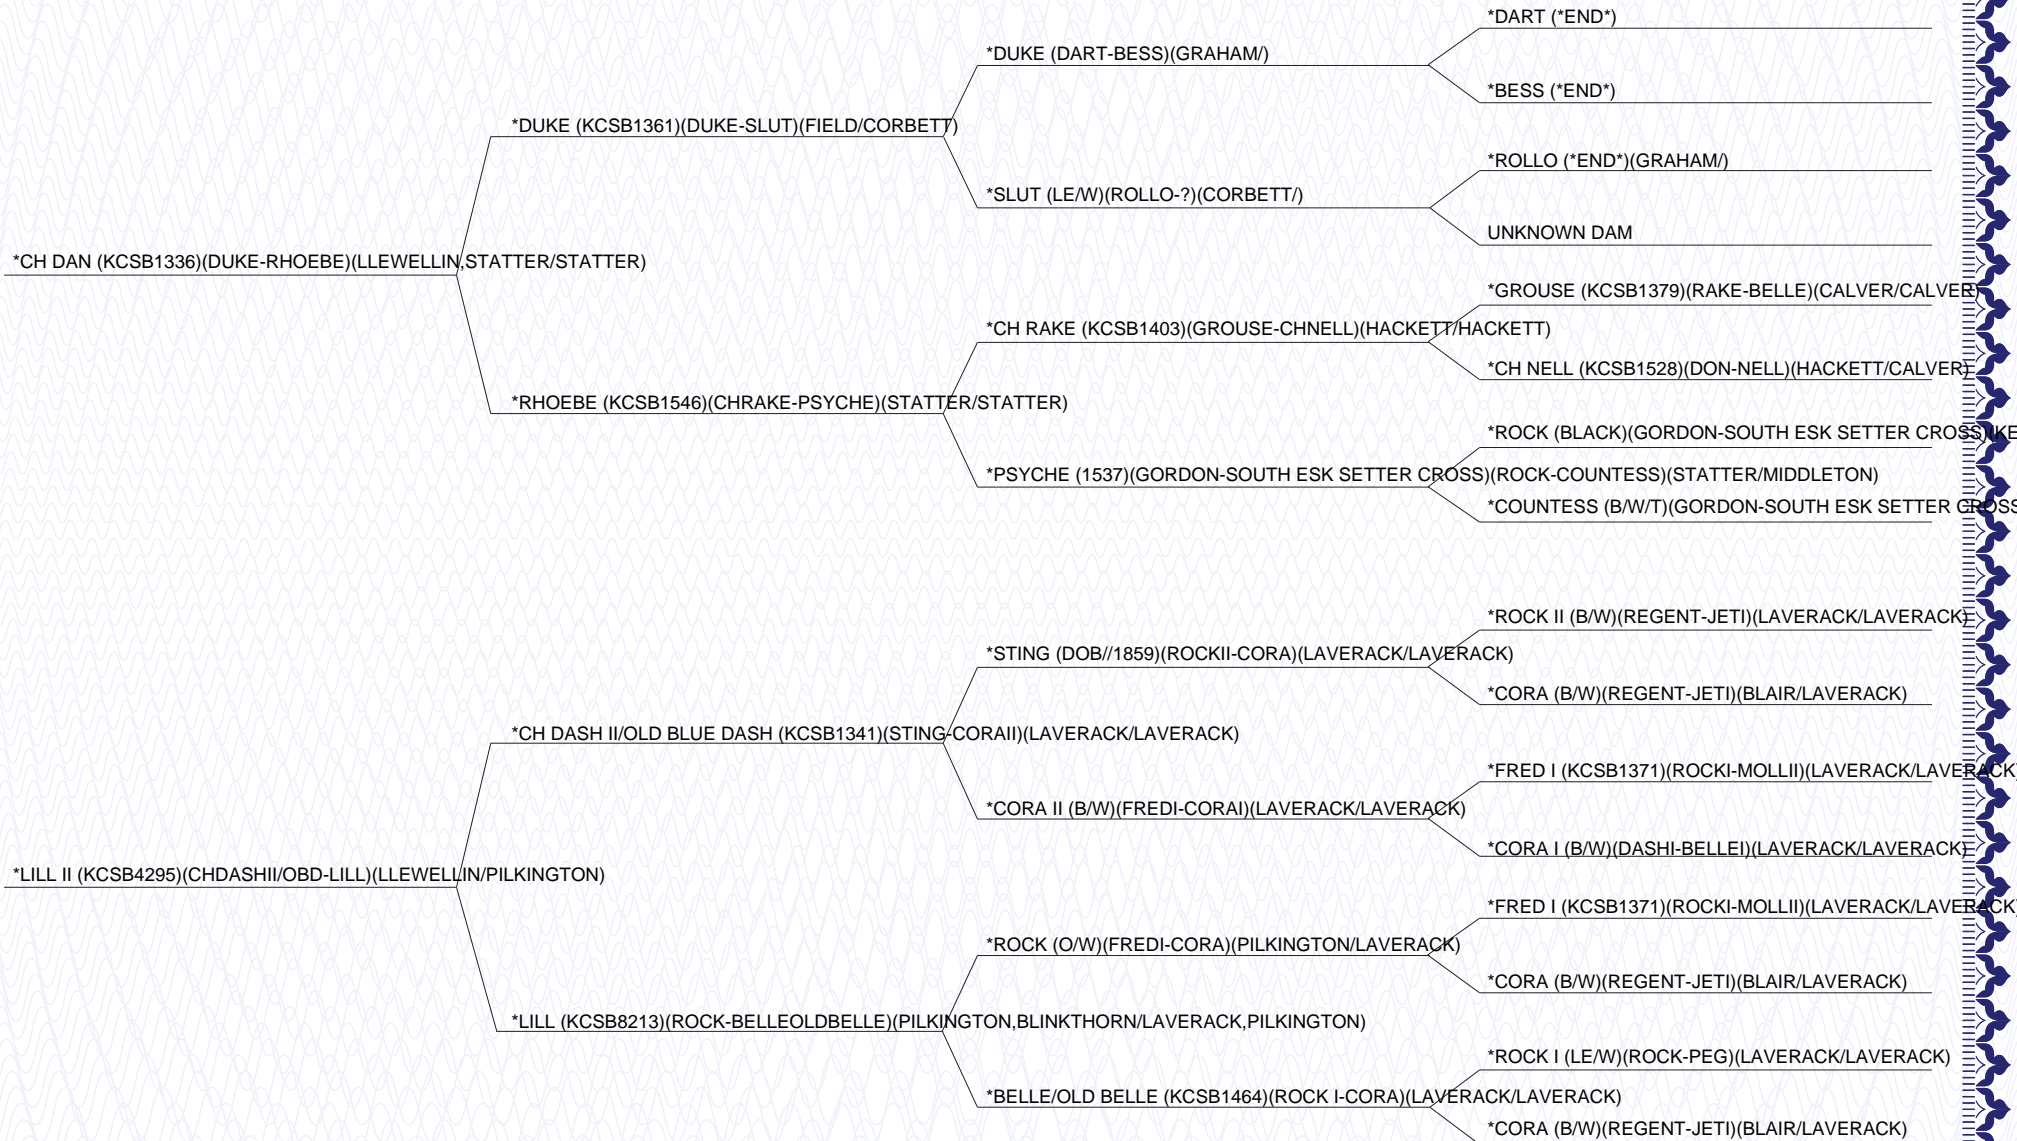 *DART (*END*)
*DUKE (DART-BESS)(GRAHAM/)
*BESS (*END*)
*DUKE (KCSB1361)(DUKE-SLUT)(FIELD/CORBETT)
*ROLLO (*END*)(GRAHAM/)
*SLUT (LE/W)(ROLLO-?)(CORBETT/)
UNKNOWN DAM
*CH DAN (KCSB1336)(DUKE-RHOEBE)(LLEWELLIN,STATTER/STATTER)
*GROUSE (KCSB1379)(RAKE-BELLE)(CALVER/CALVER)
*CH RAKE (KCSB1403)(GROUSE-CHNELL)(HACKETT/HACKETT)
*CH NELL (KCSB1528)(DON-NELL)(HACKETT/CALVER)
*RHOEBE (KCSB1546)(CHRAKE-PSYCHE)(STATTER/STATTER)
*ROCK (BLACK)(GORDON-SOUTH ESK SETTER CROSS)(KE
*PSYCHE (1537)(GORDON-SOUTH ESK SETTER CROSS)(ROCK-COUNTESS)(STATTER/MIDDLETON)
*COUNTESS (B/W/T)(GORDON-SOUTH ESK SETTER CROSS
*ROCK II (B/W)(REGENT-JETI)(LAVERACK/LAVERACK)
*STING (DOB//1859)(ROCKII-CORA)(LAVERACK/LAVERACK)
*CORA (B/W)(REGENT-JETI)(BLAIR/LAVERACK)
*CH DASH II/OLD BLUE DASH (KCSB1341)(STING-CORAII)(LAVERACK/LAVERACK)
*FRED I (KCSB1371)(ROCKI-MOLLII)(LAVERACK/LAVERACK)
*CORA II (B/W)(FREDI-CORAI)(LAVERACK/LAVERACK)
*CORA I (B/W)(DASHI-BELLEI)(LAVERACK/LAVERACK)
*LILL II (KCSB4295)(CHDASHII/OBD-LILL)(LLEWELLIN/PILKINGTON)
*FRED I (KCSB1371)(ROCKI-MOLLII)(LAVERACK/LAVERACK)
*ROCK (O/W)(FREDI-CORA)(PILKINGTON/LAVERACK)
*CORA (B/W)(REGENT-JETI)(BLAIR/LAVERACK)
*LILL (KCSB8213)(ROCK-BELLEOLDBELLE)(PILKINGTON,BLINKTHORN/LAVERACK,PILKINGTON)
*ROCK I (LE/W)(ROCK-PEG)(LAVERACK/LAVERACK)
*BELLE/OLD BELLE (KCSB1464)(ROCK I-CORA)(LAVERACK/LAVERACK)
*CORA (B/W)(REGENT-JETI)(BLAIR/LAVERACK)